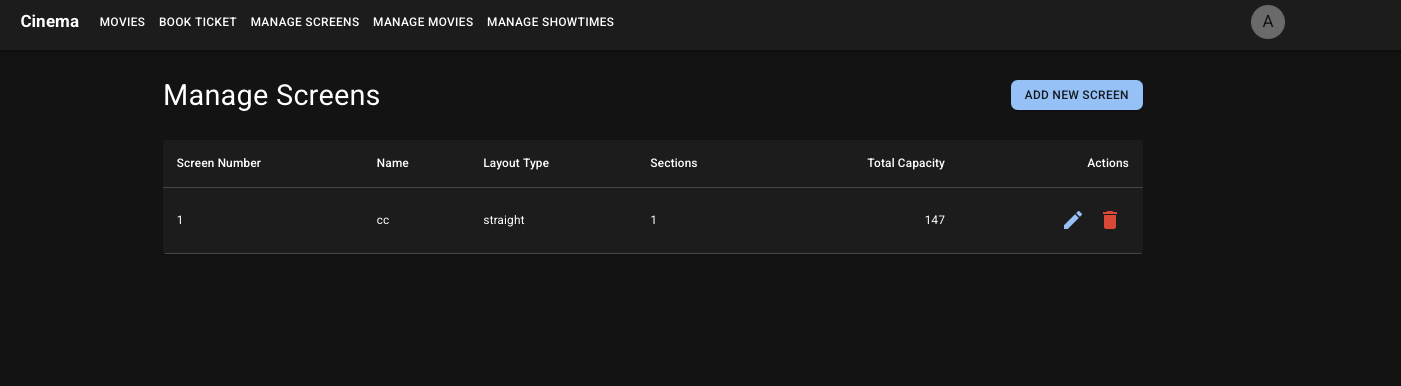 Cinema MOVIES BOOK TICKET MANAGE SCREENS MANAGE MOVIES MANAGE SHOWTIMES A
Manage Screens ADD NEW SCREEN
Screen Number Name Layout Type Sections Total Capacity Actions
1 cc straight 1 147